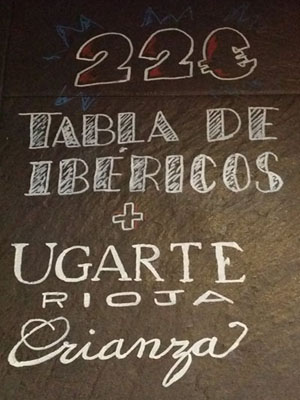 22€
TABLA DE
IBÉRICOS
+
UGARTE
RIOJA
Crianza